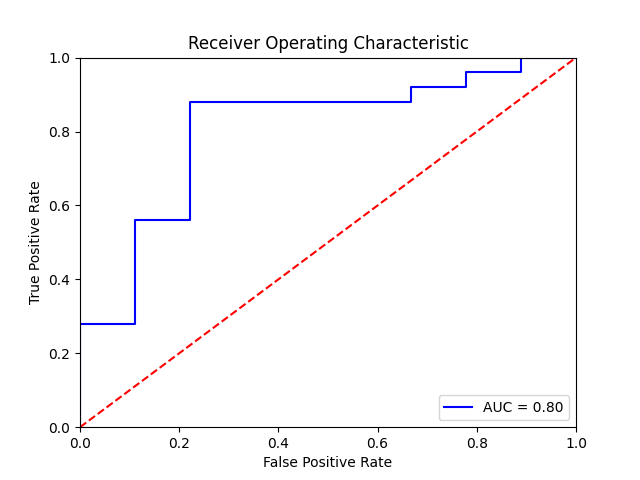 Receiver Operating Characteristic
1.0
0.8
0.6
0.4
0.2
0.0
True Positive Rate
AUC = 0.80
0.0 0.2 0.4 0.6 0.8 1.0
False Positive Rate